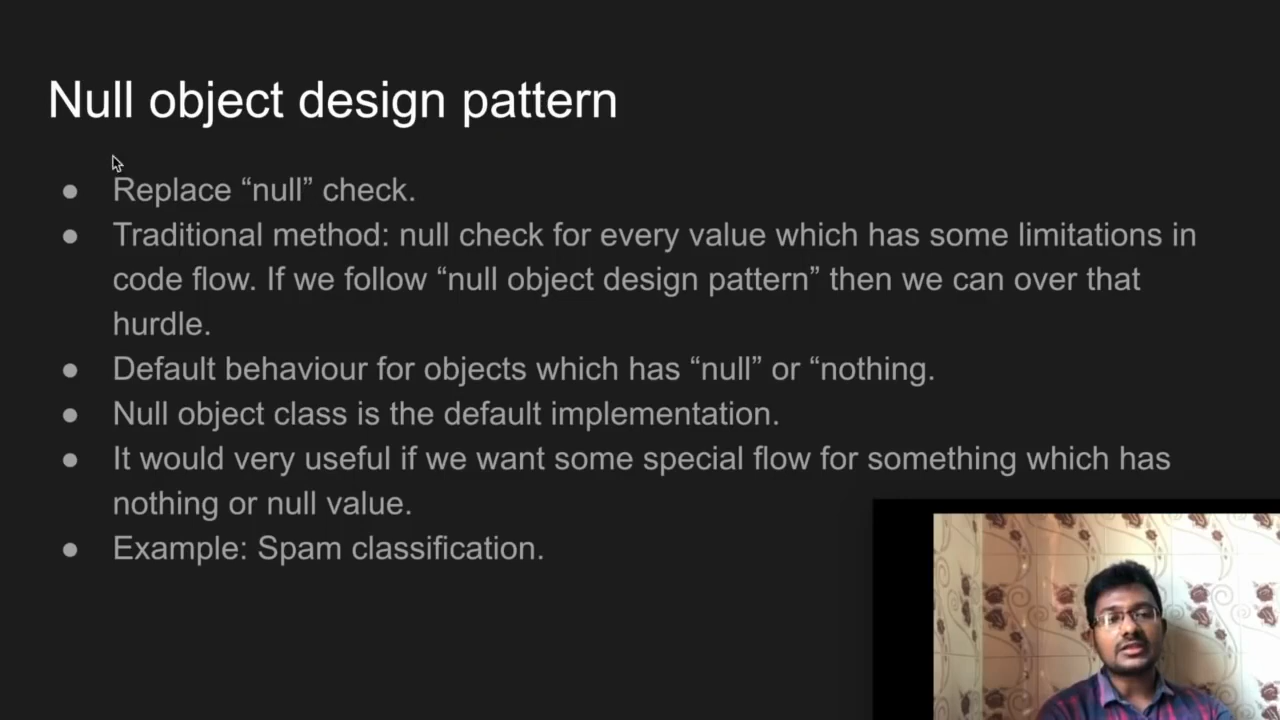 Null object design pattern
● Replace “null” check.
● Traditional method: null check for every value which has some limitations in
code flow. If we follow “null object design pattern” then we can over that
hurdle.
● Default behaviour for objects which has “null” or “nothing.
● Null object class is the default implementation.
● It would very useful if we want some special flow for something which has
nothing or null value.
● Example: Spam classification.